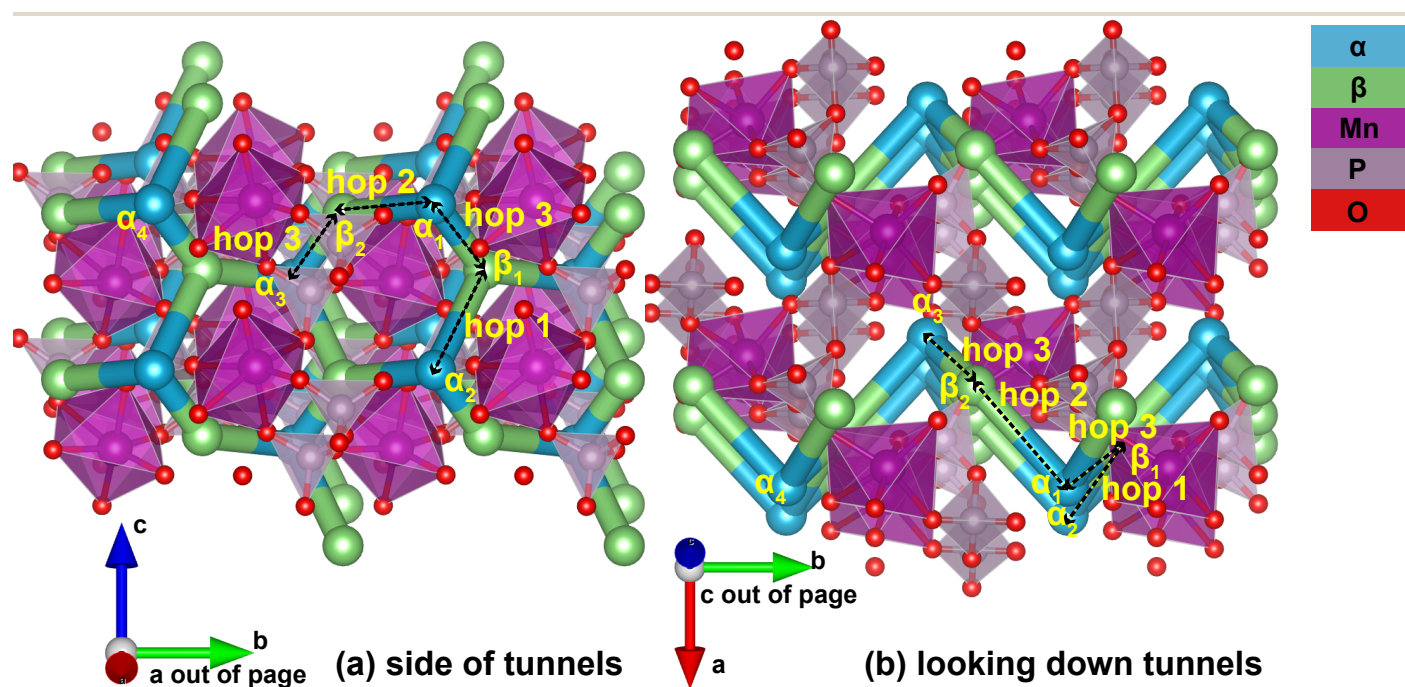 hop 2
hop 3
hop 3
α₄
α₁
β₂
β₁
α₃
hop 1
α₂
c
b
a out of page
(a) side of tunnels
α₃
hop 3
β₂
hop 2
hop 3
β₁
α₄
α₁
hop 1
α₂
b
c out of page
a
(b) looking down tunnels
α
β
Mn
P
O